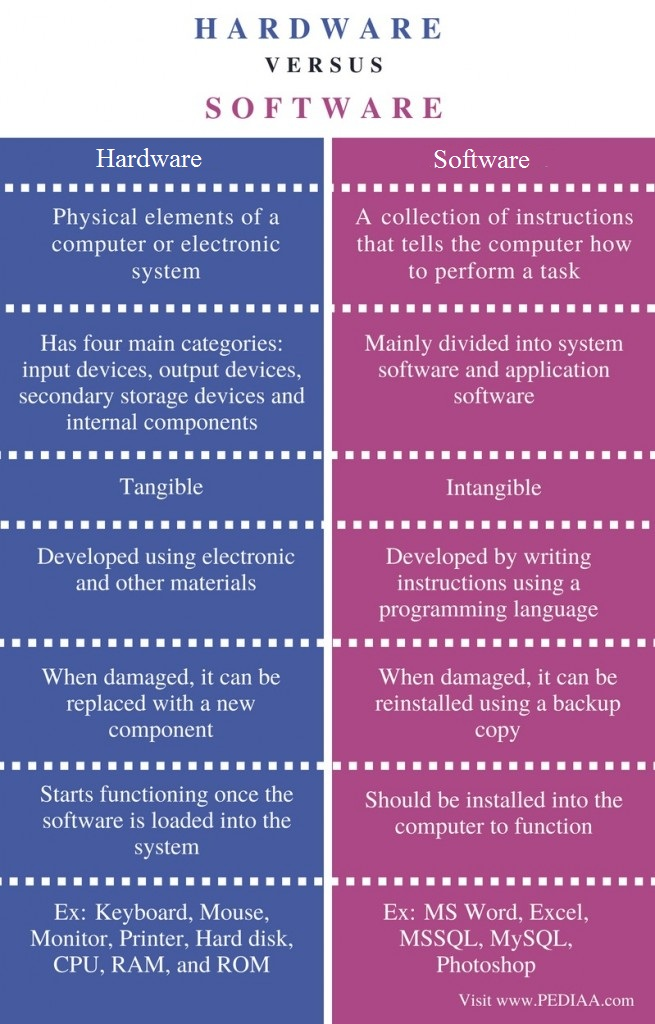 HARDWARE
VERSUS
SOFTWARE
Hardware
Software
Physical elements of a
computer or electronic
system
A collection of instructions
that tells the computer how
to perform a task
Has four main categories:
input devices, output devices,
secondary storage devices and
internal components
Mainly divided into system
software and application
software
Tangible
Intangible
Developed using electronic
and other materials
Developed by writing
instructions using a
programming language
When damaged, it can be
replaced with a new
component
When damaged, it can be
reinstalled using a backup
copy
Starts functioning once the
software is loaded into the
system
Should be installed into the
computer to function
Ex: Keyboard, Mouse,
Monitor, Printer, Hard disk,
CPU, RAM, and ROM
Ex: MS Word, Excel,
MSSQL, MySQL,
Photoshop
Visit www.PEDIAA.com